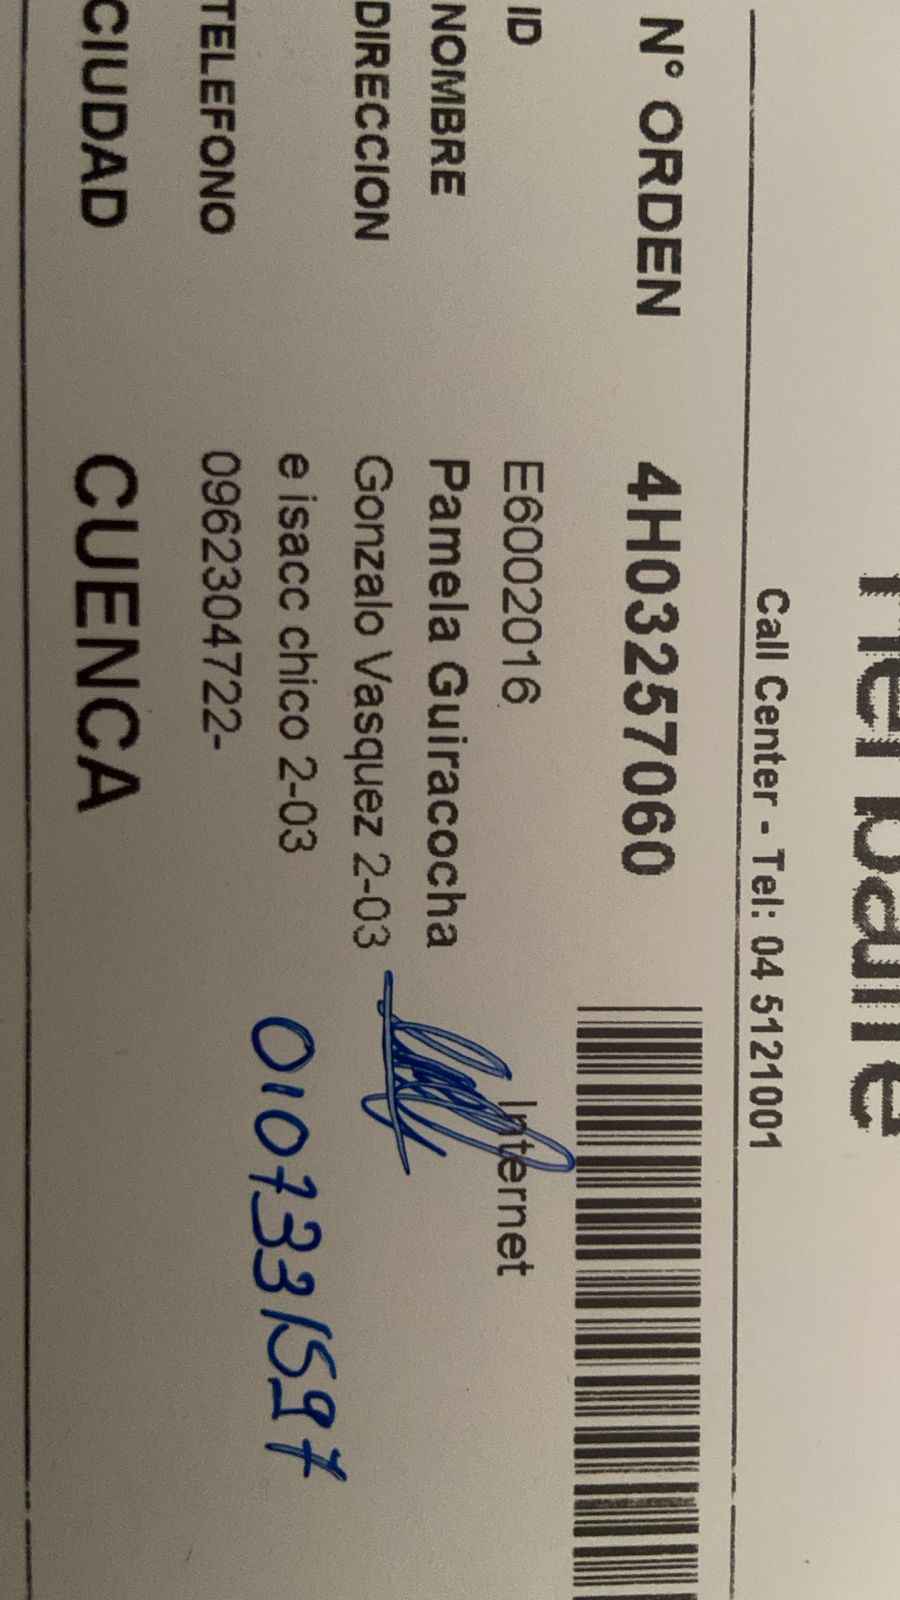 Call Center - Tel: 04 5121001
N° ORDEN 4H03257060
ID E6002016 Internet
NOMBRE Pamela Guiracocha
DIRECCION Gonzalo Vasquez 2-03
e isacc chico 2-03
TELEFONO 0962304722-
0107331597
CIUDAD CUENCA